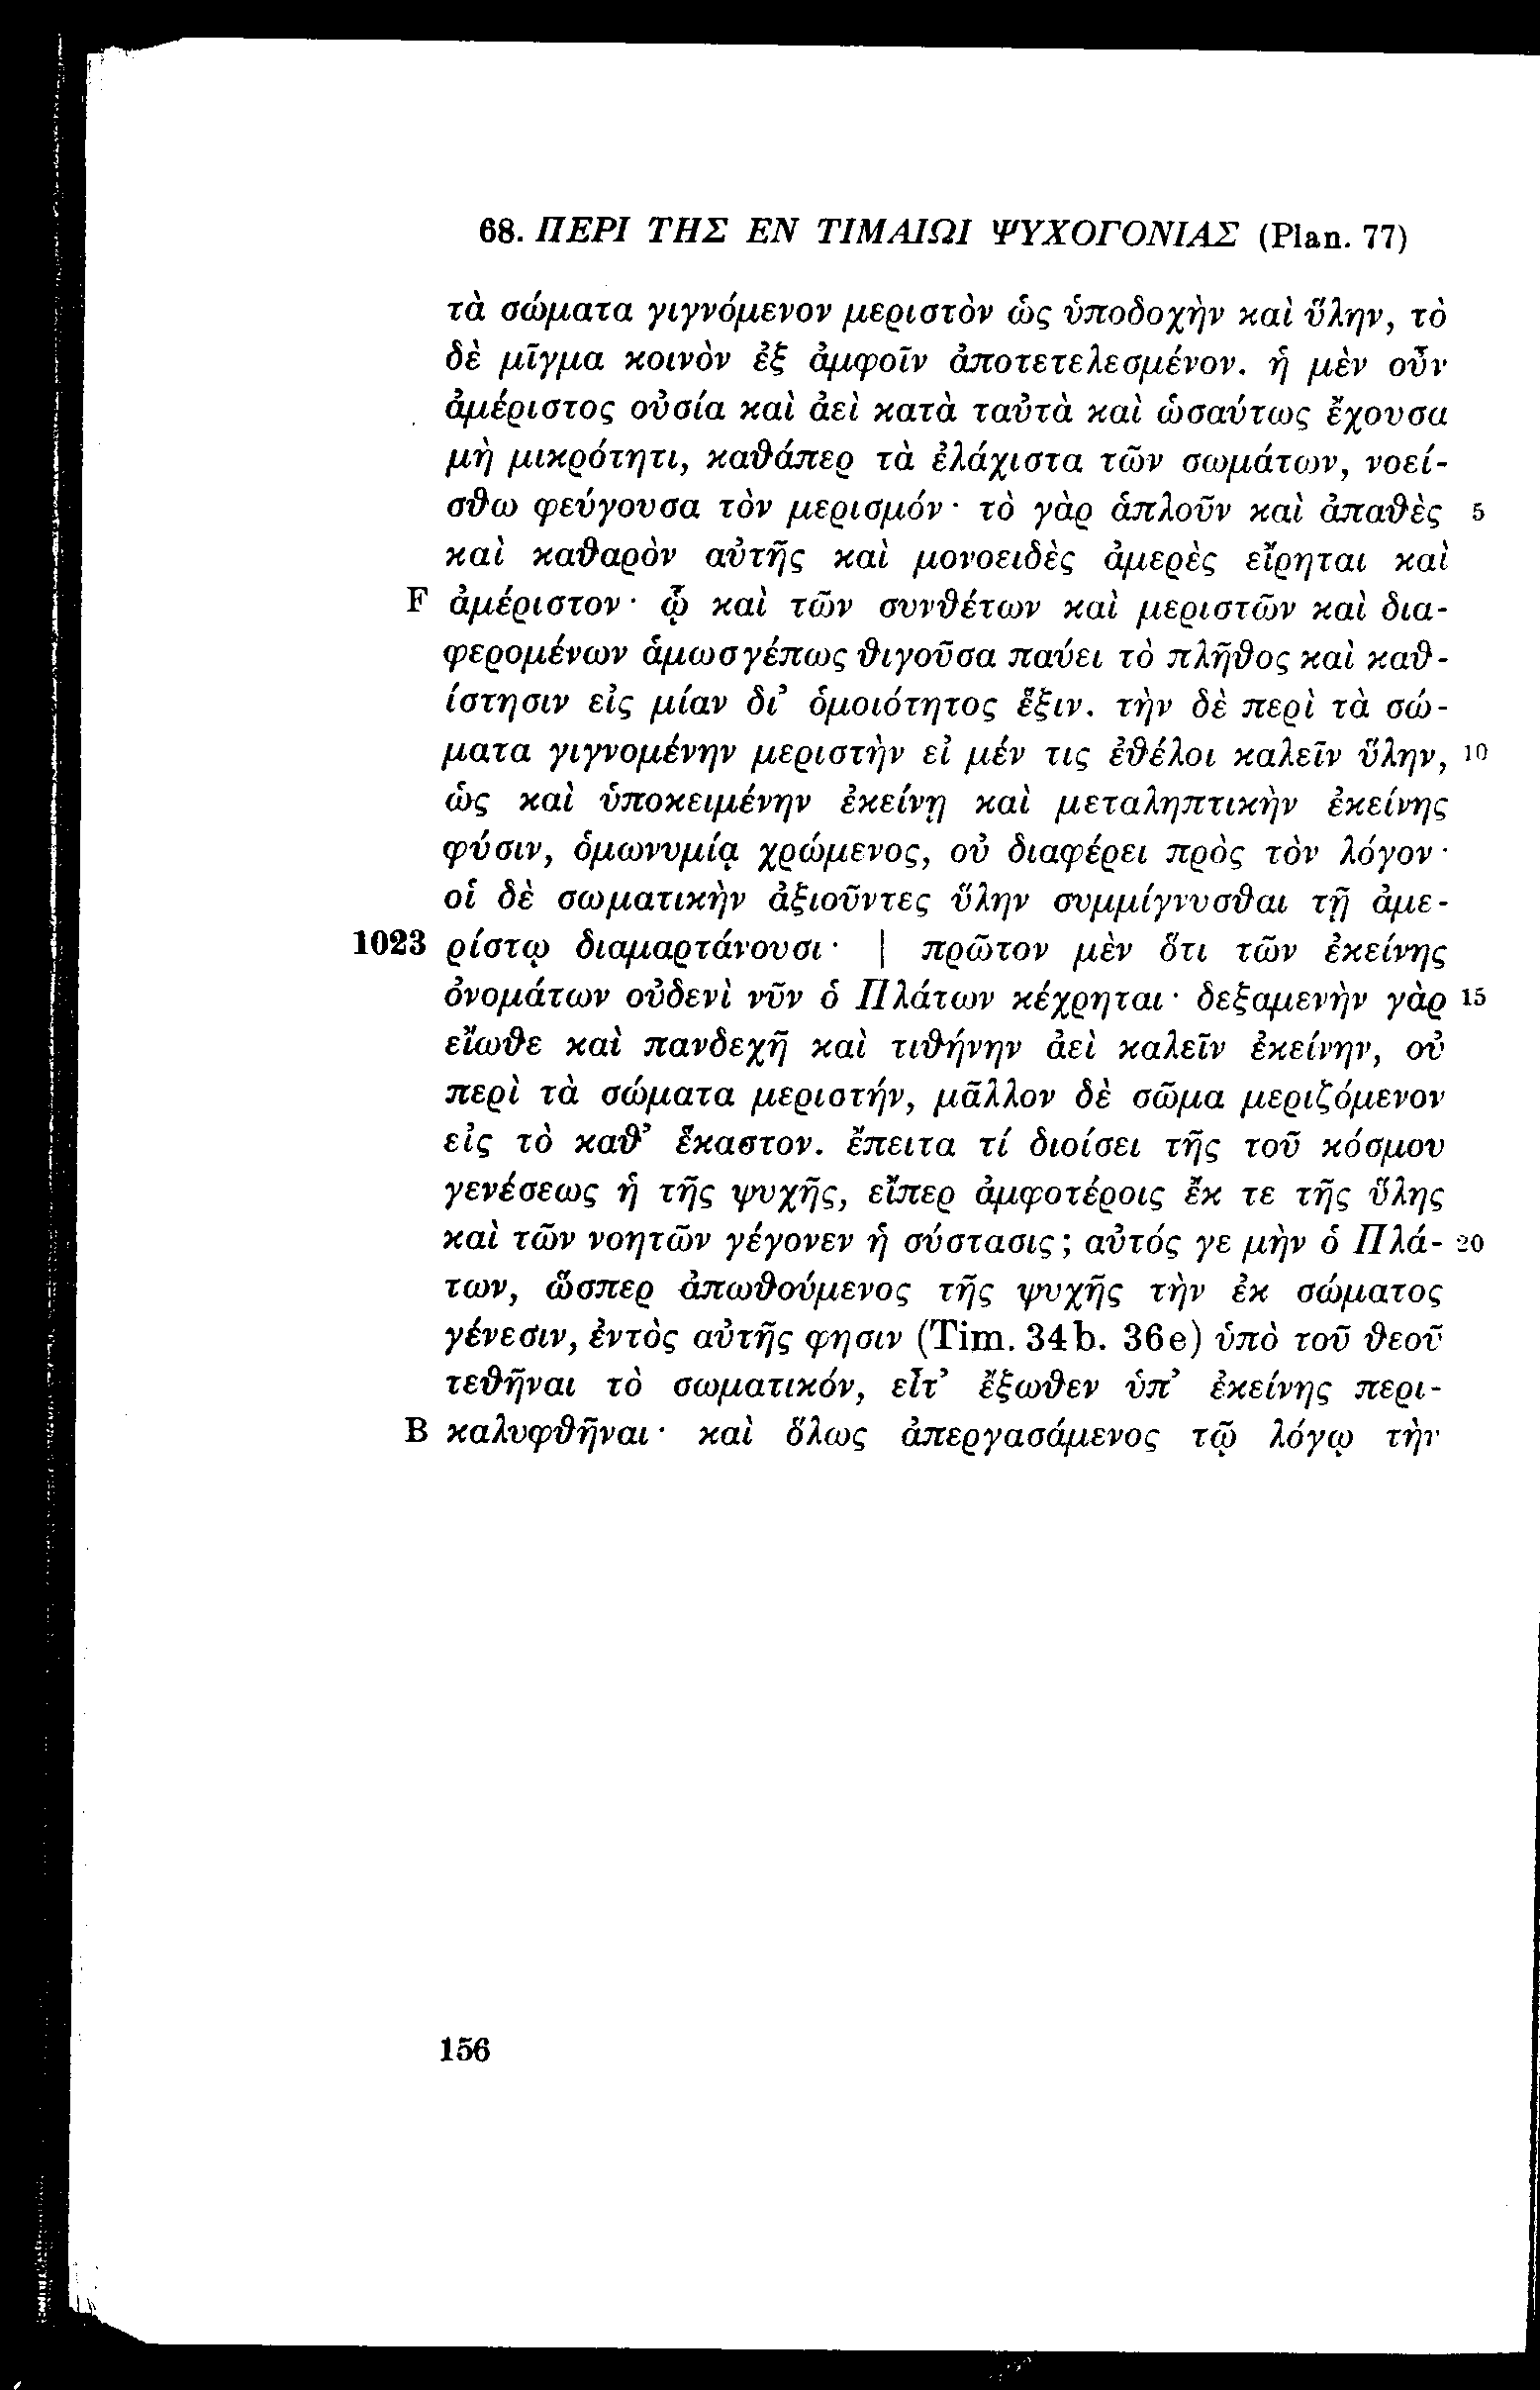 68. ΠΕΡΙ ΤΗΣ ΕΝ ΤΙΜΑΙΩΙ ΨΥΧΟΓΟΝΙΑΣ (Plan. 77)
τὰ σώματα γιγνόμενον μεριστὸν ὡς ὑποδοχὴν καὶ ὕλην, τὸ
δὲ μῖγμα κοινὸν ἐξ ἀμφοῖν ἀποτετελεσμένον. ἡ μὲν οὖν
ἀμέριστος οὐσία καὶ ἀεὶ κατὰ ταὐτὰ καὶ ὡσαύτως ἔχουσα
μὴ μικρότητι, καθάπερ τὰ ἐλάχιστα τῶν σωμάτων, νοεί-
σθω φεύγουσα τὸν μερισμόν· τὸ γὰρ ἁπλοῦν καὶ ἀπαθὲς 5
καὶ καθαρὸν αὐτῆς καὶ μονοειδὲς ἀμερὲς εἴρηται καὶ
F ἀμέριστον· ᾧ καὶ τῶν συνθέτων καὶ μεριστῶν καὶ δια-
φερομένων ἁμωσγέπως θιγοῦσα παύει τὸ πλῆθος καὶ καθ-
ίστησιν εἰς μίαν δι’ ὁμοιότητος ἕξιν. τὴν δὲ περὶ τὰ σώ-
ματα γιγνομένην μεριστὴν εἰ μέν τις ἐθέλοι καλεῖν ὕλην, 10
ὡς καὶ ὑποκειμένην ἐκείνῃ καὶ μεταληπτικὴν ἐκείνης
φύσιν, ὁμωνυμίᾳ χρώμενος, οὐ διαφέρει πρὸς τὸν λόγον·
οἱ δὲ σωματικὴν ἀξιοῦντες ὕλην συμμίγνυσθαι τῇ ἀμε-
1023 ρίστῳ διαμαρτάνουσι· | πρῶτον μὲν ὅτι τῶν ἐκείνης
ὀνομάτων οὐδενὶ νῦν ὁ Πλάτων κέχρηται· δεξαμενὴν γὰρ 15
εἴωθε καὶ πανδεχῆ καὶ τιθήνην ἀεὶ καλεῖν ἐκείνην, οὐ
περὶ τὰ σώματα μεριστήν, μᾶλλον δὲ σῶμα μεριζόμενον
εἰς τὸ καθ’ ἕκαστον. ἔπειτα τί διοίσει τῆς τοῦ κόσμου
γενέσεως ἡ τῆς ψυχῆς, εἴπερ ἀμφοτέροις ἔκ τε τῆς ὕλης
καὶ τῶν νοητῶν γέγονεν ἡ σύστασις; αὐτός γε μὴν ὁ Πλά- 20
των, ὥσπερ ἀπωθούμενος τῆς ψυχῆς τὴν ἐκ σώματος
γένεσιν, ἐντὸς αὐτῆς φησιν (Tim. 34b. 36e) ὑπὸ τοῦ θεοῦ
τεθῆναι τὸ σωματικόν, εἶτ’ ἔξωθεν ὑπ’ ἐκείνης περι-
B καλυφθῆναι· καὶ ὅλως ἀπεργασάμενος τῷ λόγῳ τὴν
156